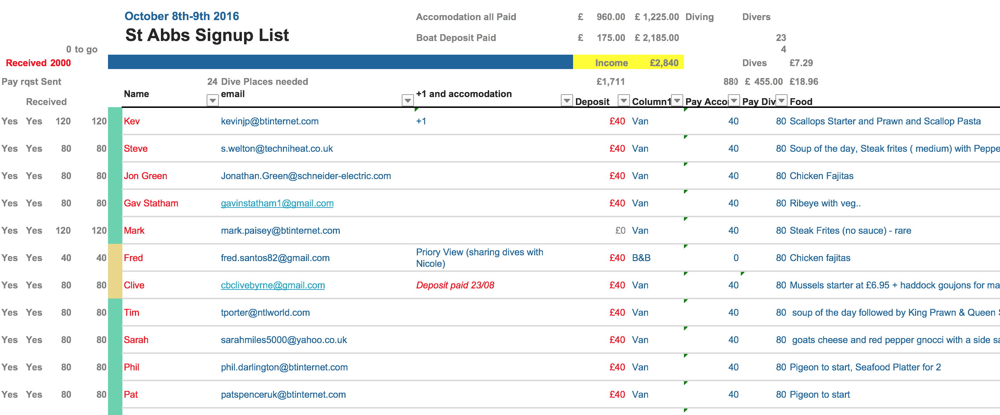 October 8th-9th 2016 Accomodation all Paid £ 960.00 £ 1,225.00 Diving Divers
St Abbs Signup List Boat Deposit Paid £ 175.00 £ 2,185.00 23
0 to go 4
Received 2000 Income £2,840 Dives £7.29
Pay rqst Sent 24 Dive Places needed £1,711 880 £ 455.00 £18.96
Name email +1 and accomodation
Received Deposit Column1 Pay Acco Pay Div Food
Yes Yes 120 120 Kev kevinjp@btinternet.com +1 £40 Van 40 80 Scallops Starter and Prawn and Scallop Pasta
Yes Yes 80 80 Steve s.welton@techniheat.co.uk £40 Van 40 80 Soup of the day, Steak frites ( medium) with Peppe
Yes Yes 80 80 Jon Green Jonathan.Green@schneider-electric.com £40 Van 40 80 Chicken Fajitas
Yes Yes 80 80 Gav Statham gavinstatham1@gmail.com £40 Van 40 80 Ribeye with veg..
Yes Yes 120 120 Mark mark.paisey@btinternet.com £0 Van 40 80 Steak Frites (no sauce) - rare
Yes Yes 40 40 Fred fred.santos82@gmail.com Priory View (sharing dives with
Nicole) £40 B&B 0 80 Chicken fajitas
Yes Yes 80 80 Clive cbclivebyrne@gmail.com Deposit paid 23/08 £40 Van 40 80 Mussels starter at £6.95 + haddock goujons for ma
Yes Yes 80 80 Tim tporter@ntlworld.com £40 Van 40 80 soup of the day followed by King Prawn & Queen
Yes Yes 80 80 Sarah sarahmiles5000@yahoo.co.uk £40 Van 40 80 goats cheese and red pepper gnocci with a side sa
Yes Yes 80 80 Phil phil.darlington@btinternet.com £40 Van 40 80 Pigeon to start, Seafood Platter for 2
Yes Yes 80 80 Pat patspenceruk@btinternet.com £40 Van 40 80 Pigeon to start